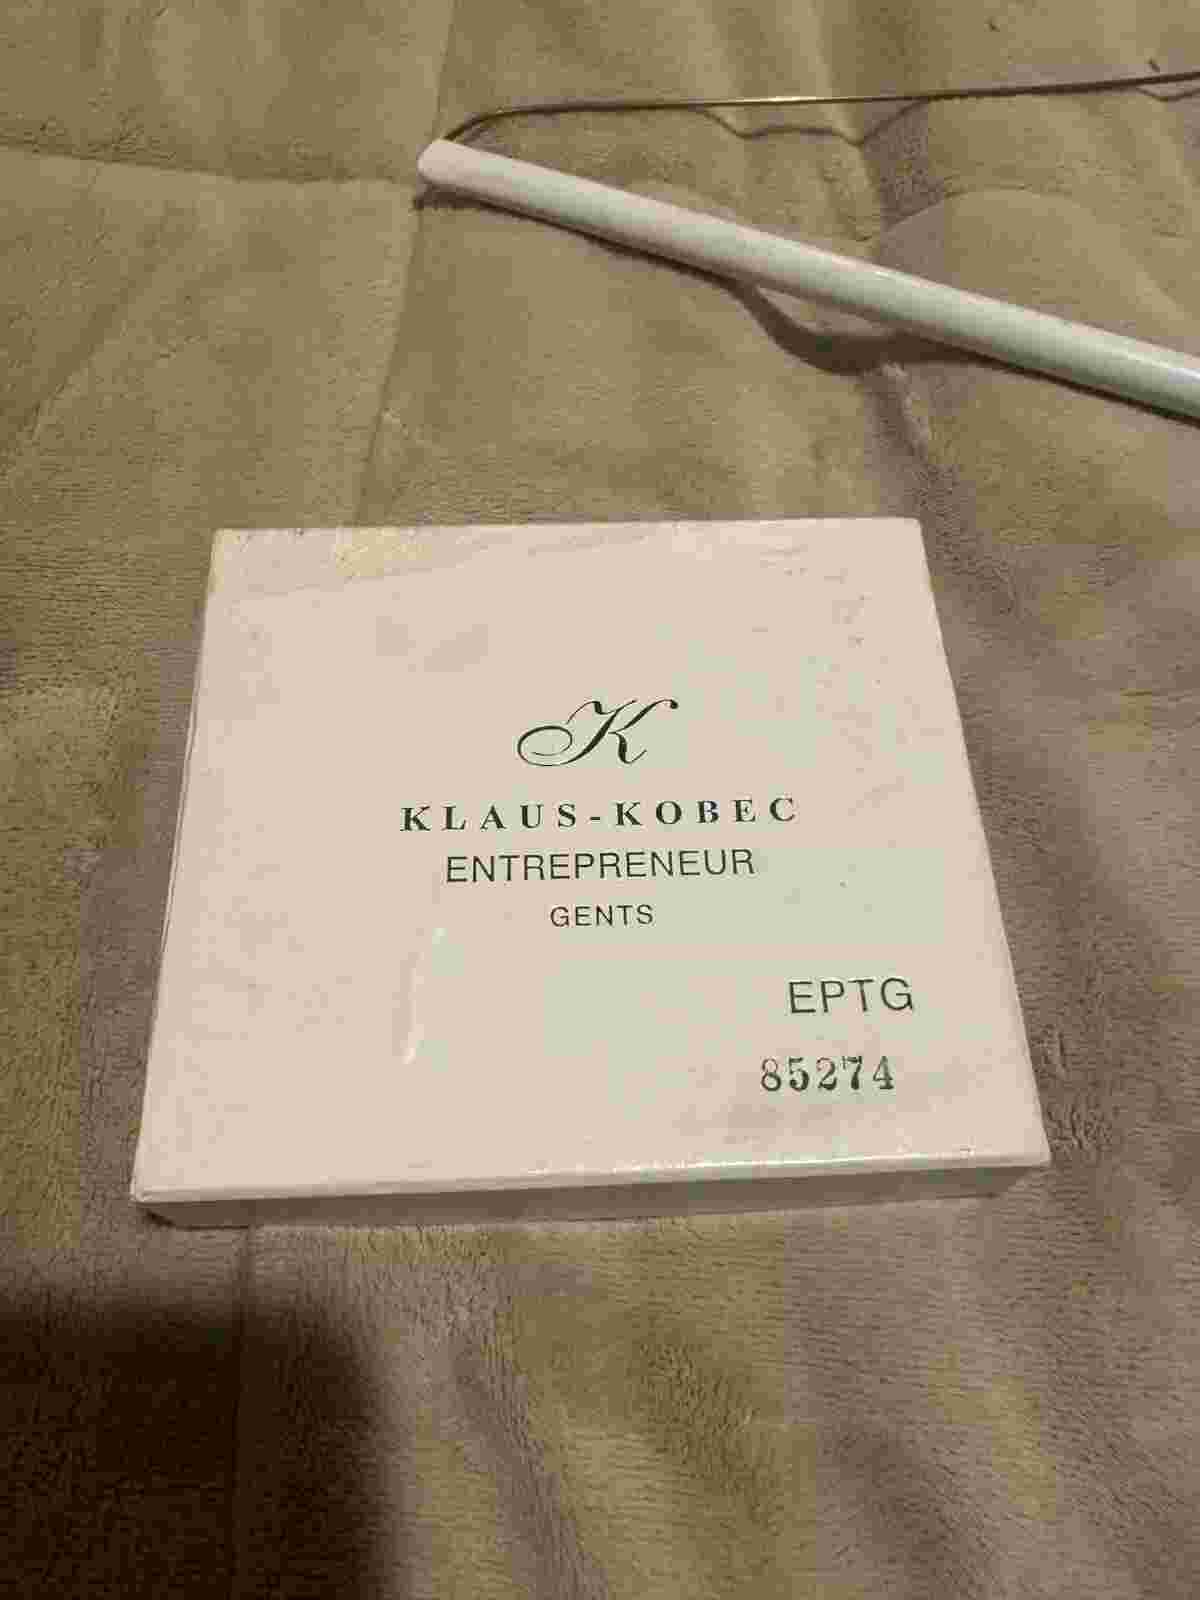 K
KLAUS-KOBEC
ENTREPRENEUR
GENTS
EPTG
85274